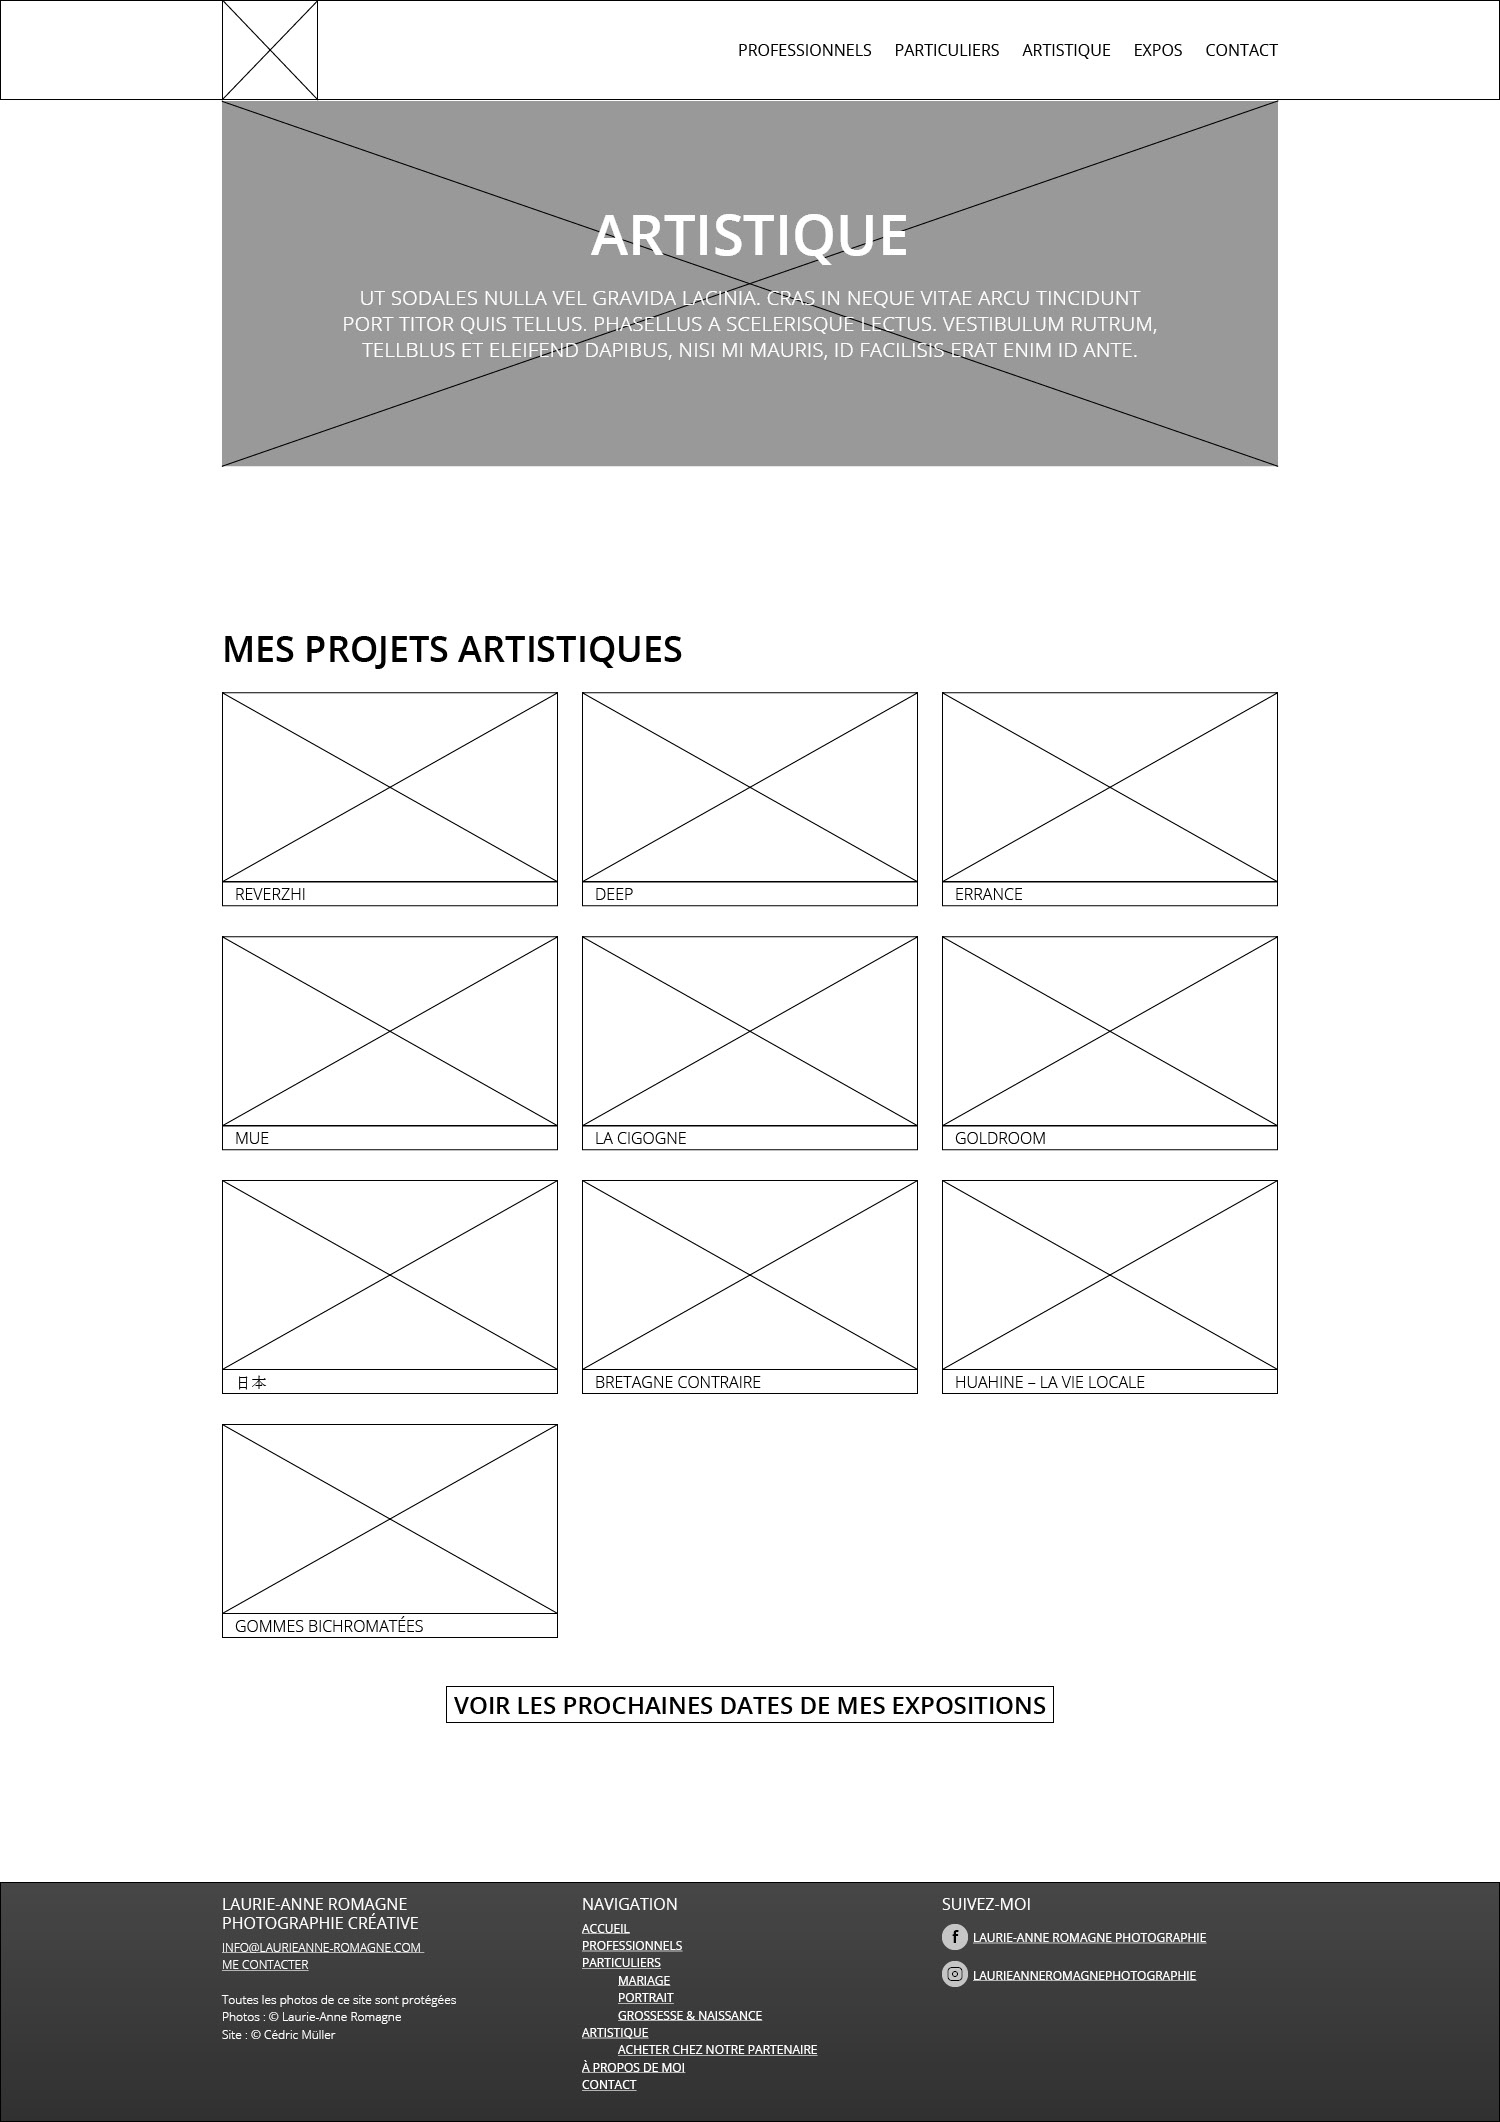 PROFESSIONNELS PARTICULIERS ARTISTIQUE EXPOS CONTACT
ARTISTIQUE
UT SODALES NULLA VEL GRAVIDA LACINIA. CRAS IN NEQUE VITAE ARCU TINCIDUNT
PORT TITOR QUIS TELLUS. PHASELLUS A SCELERISQUE LECTUS. VESTIBULUM RUTRUM,
TELLBLUS ET ELEIFEND DAPIBUS, NISI MI MAURIS, ID FACILISIS ERAT ENIM ID ANTE.
MES PROJETS ARTISTIQUES
REVERZHI
DEEP
ERRANCE
MUE
LA CIGOGNE
GOLDROOM
日本
BRETAGNE CONTRAIRE
HUAHINE – LA VIE LOCALE
GOMMES BICHROMATÉES
VOIR LES PROCHAINES DATES DE MES EXPOSITIONS
LAURIE-ANNE ROMAGNE
PHOTOGRAPHIE CRÉATIVE
INFO@LAURIEANNE-ROMAGNE.COM
ME CONTACTER
Toutes les photos de ce site sont protégées
Photos : © Laurie-Anne Romagne
Site : © Cédric Müller
NAVIGATION
ACCUEIL
PROFESSIONNELS
PARTICULIERS
MARIAGE
PORTRAIT
GROSSESSE & NAISSANCE
ARTISTIQUE
ACHETER CHEZ NOTRE PARTENAIRE
À PROPOS DE MOI
CONTACT
SUIVEZ-MOI
LAURIE-ANNE ROMAGNE PHOTOGRAPHIE
LAURIEANNEROMAGNEPHOTOGRAPHIE